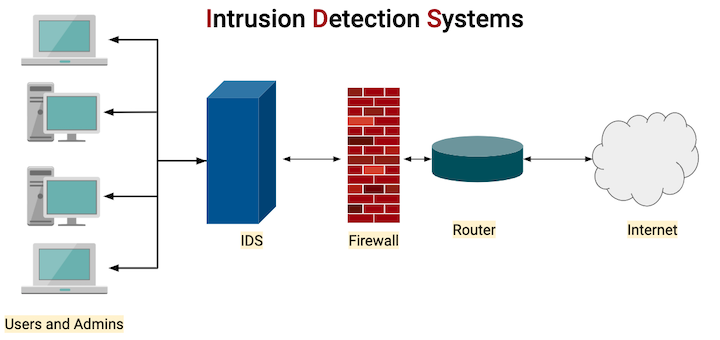 Intrusion Detection Systems
IDS
Firewall
Router
Internet
Users and Admins